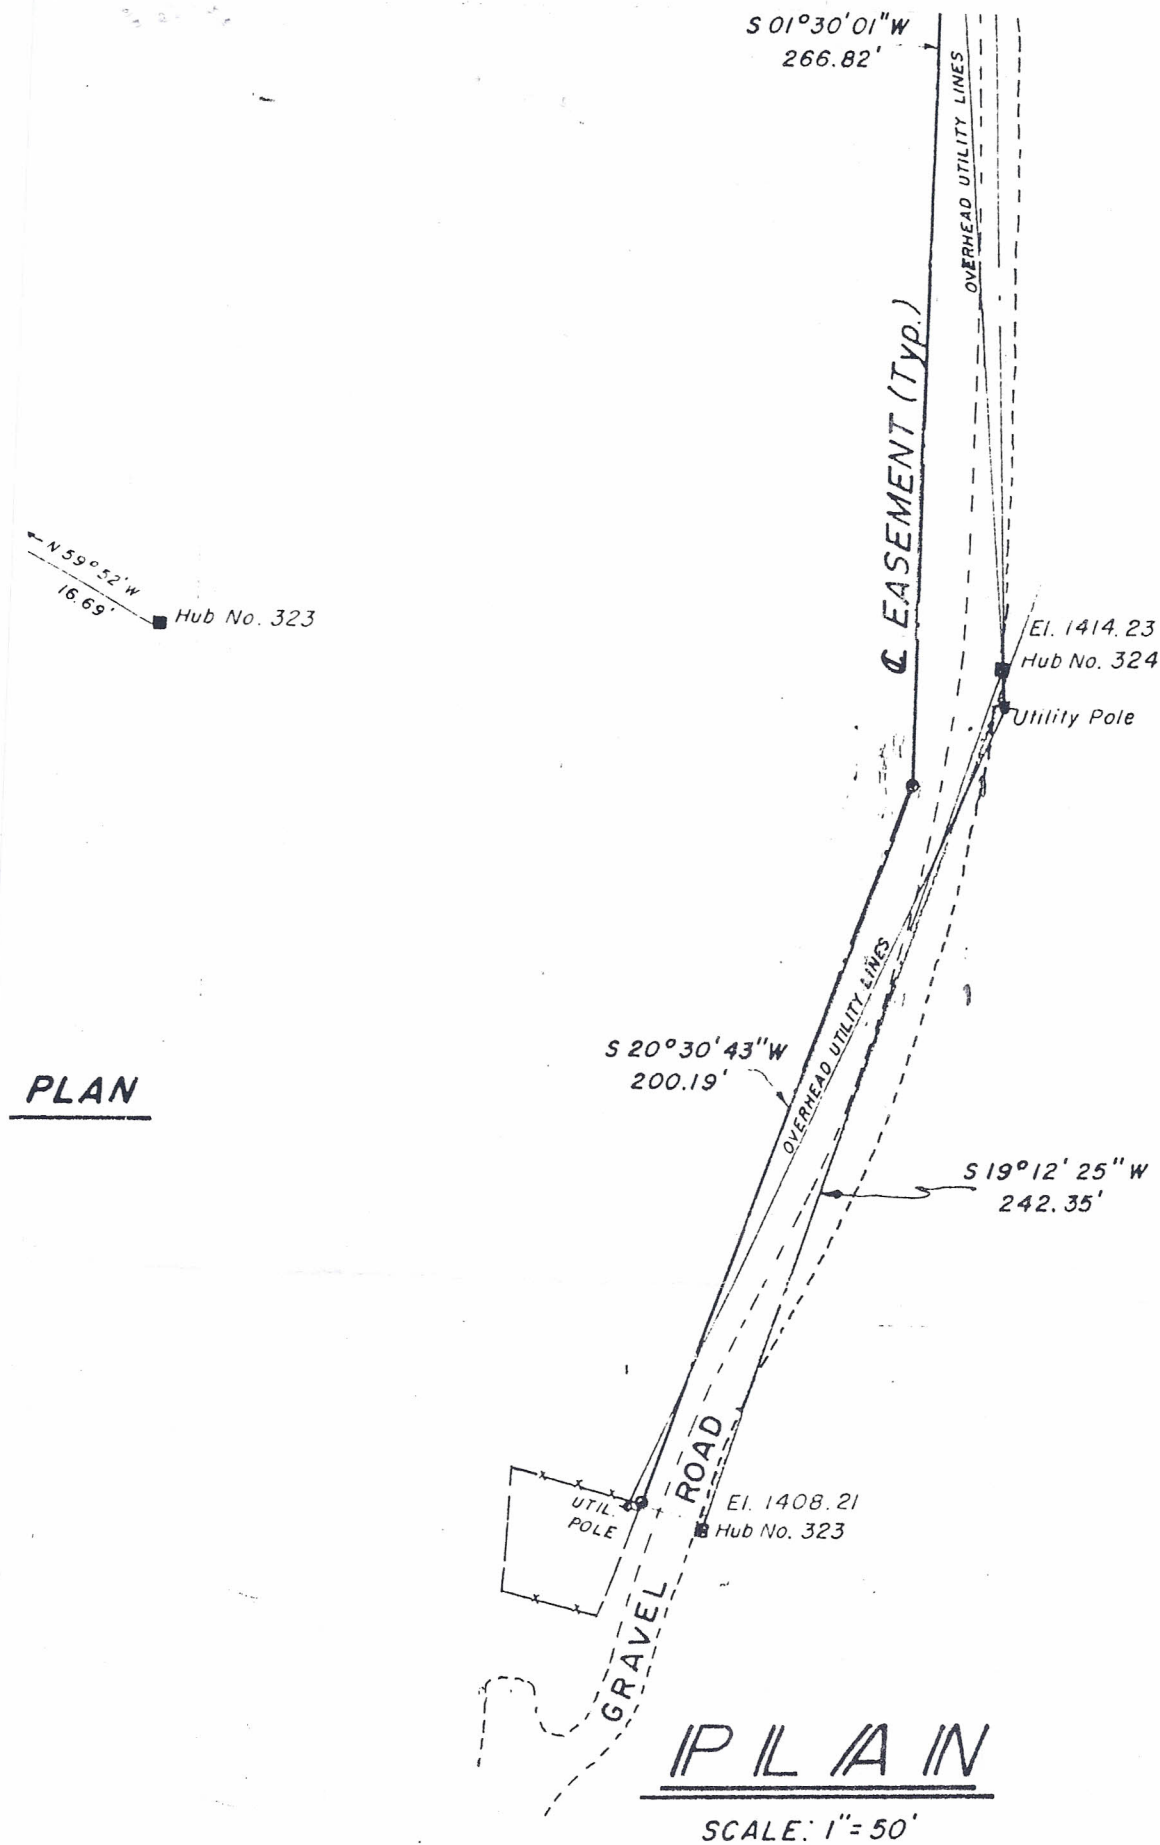 S 01°30'01"W
266.82'
OVERHEAD UTILITY LINES
℄ EASEMENT (Typ.)
N 59°52'W
16.69'
Hub No. 323
El. 1414.23
Hub No. 324
Utility Pole
OVERHEAD UTILITY LINES
S 20°30'43"W
200.19'
PLAN
S 19°12'25"W
242.35'
UTIL.
POLE
El. 1408.21
Hub No. 323
GRAVEL ROAD
PLAN
SCALE: 1"=50'